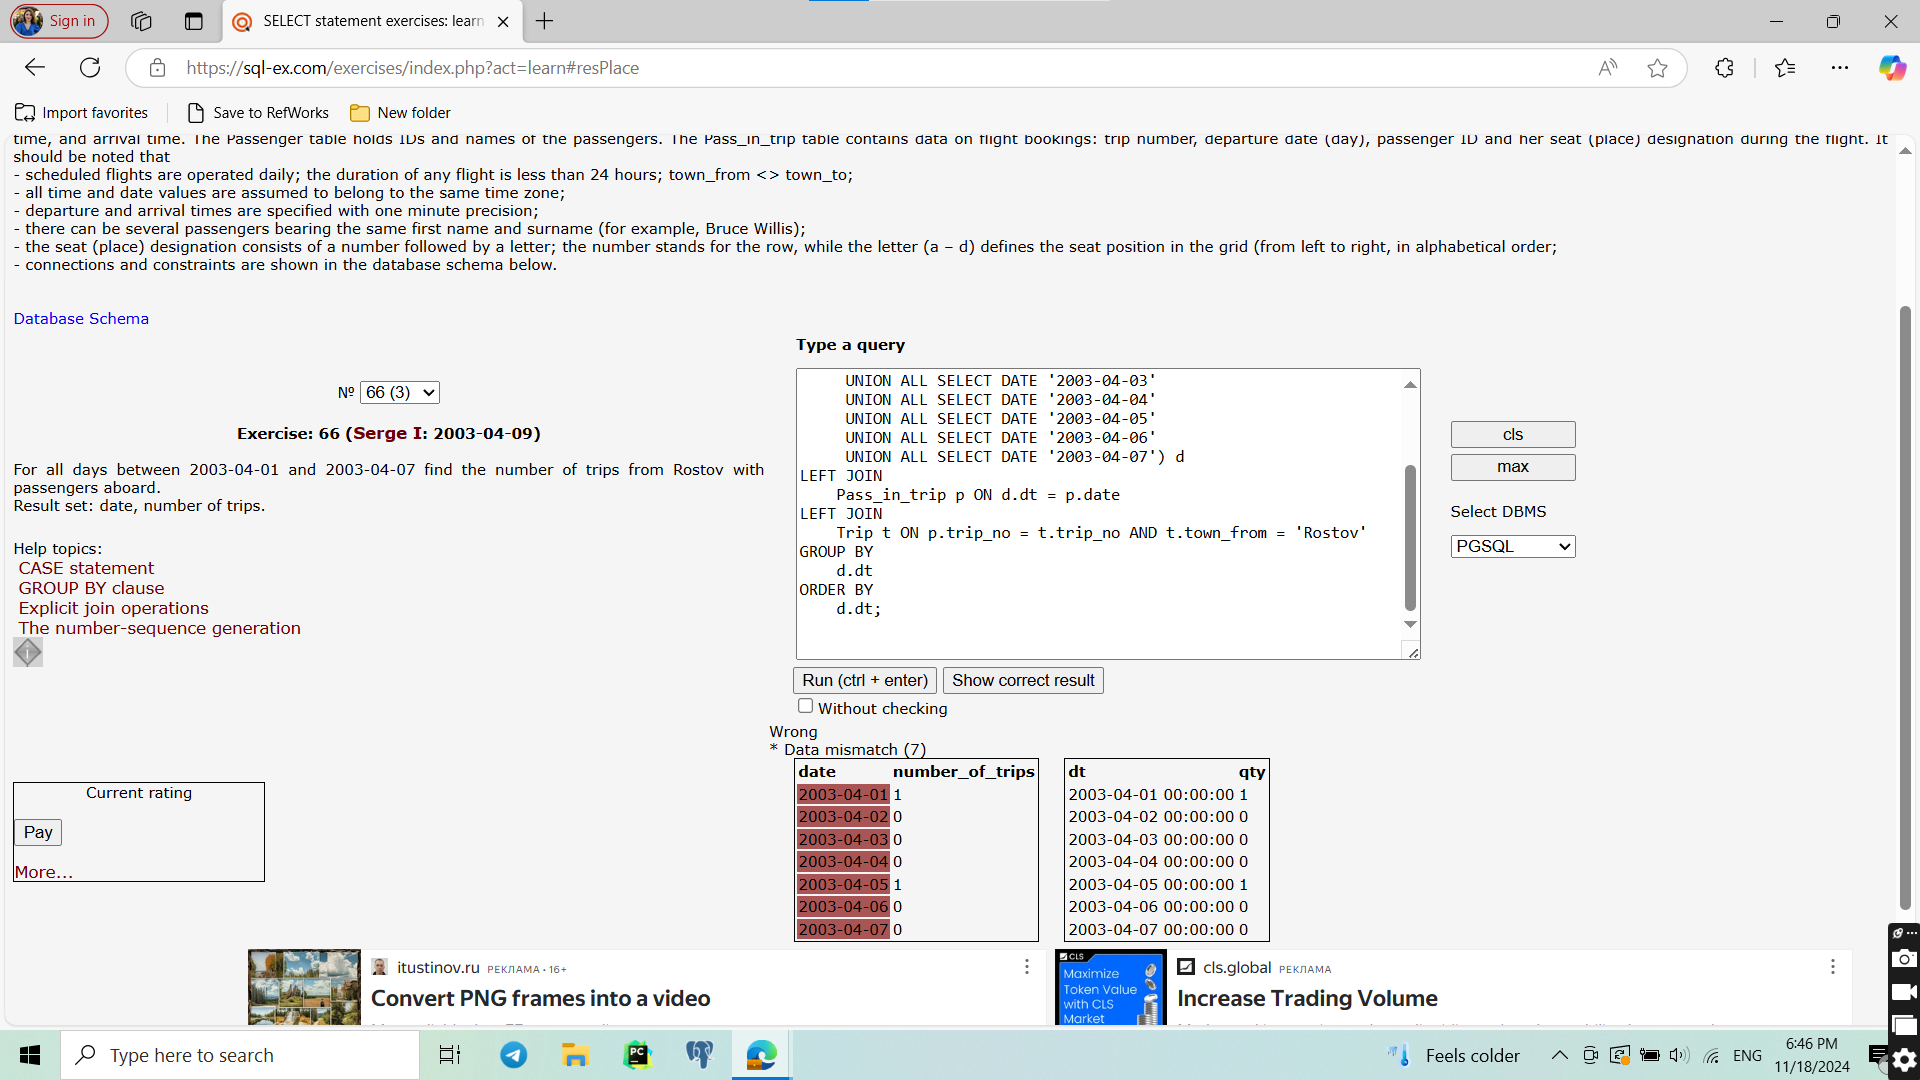 Sign in
SELECT statement exercises: learn
https://sql-ex.com/exercises/index.php?act=learn#resPlace
Import favorites
Save to RefWorks
New folder
time, and arrival time. The Passenger table holds IDs and names of the passengers. The Pass_in_trip table contains data on flight bookings: trip number, departure date (day), passenger ID and her seat (place) designation during the flight. It
should be noted that
- scheduled flights are operated daily; the duration of any flight is less than 24 hours; town_from <> town_to;
- all time and date values are assumed to belong to the same time zone;
- departure and arrival times are specified with one minute precision;
- there can be several passengers bearing the same first name and surname (for example, Bruce Willis);
- the seat (place) designation consists of a number followed by a letter; the number stands for the row, while the letter (a – d) defines the seat position in the grid (from left to right, in alphabetical order;
- connections and constraints are shown in the database schema below.
Database Schema
Nº 66 (3)
Exercise: 66 (Serge I: 2003-04-09)
For all days between 2003-04-01 and 2003-04-07 find the number of trips from Rostov with
passengers aboard.
Result set: date, number of trips.
Help topics:
CASE statement
GROUP BY clause
Explicit join operations
The number-sequence generation
Type a query
UNION ALL SELECT DATE '2003-04-03'
UNION ALL SELECT DATE '2003-04-04'
UNION ALL SELECT DATE '2003-04-05'
UNION ALL SELECT DATE '2003-04-06'
UNION ALL SELECT DATE '2003-04-07') d
LEFT JOIN
Pass_in_trip p ON d.dt = p.date
LEFT JOIN
Trip t ON p.trip_no = t.trip_no AND t.town_from = 'Rostov'
GROUP BY
d.dt
ORDER BY
d.dt;
cls
max
Select DBMS
PGSQL
Run (ctrl + enter)
Show correct result
Without checking
Wrong
* Data mismatch (7)
date number_of_trips
2003-04-01 1
2003-04-02 0
2003-04-03 0
2003-04-04 0
2003-04-05 1
2003-04-06 0
2003-04-07 0
dt qty
2003-04-01 00:00:00 1
2003-04-02 00:00:00 0
2003-04-03 00:00:00 0
2003-04-04 00:00:00 0
2003-04-05 00:00:00 1
2003-04-06 00:00:00 0
2003-04-07 00:00:00 0
Current rating
Pay
More...
itustinov.ru РЕКЛАМА • 16+
Convert PNG frames into a video
CLS
Maximize
Token Value
with CLS
Market
cls.global РЕКЛАМА
Increase Trading Volume
Type here to search
PC
Feels colder
ENG
6:46 PM
11/18/2024